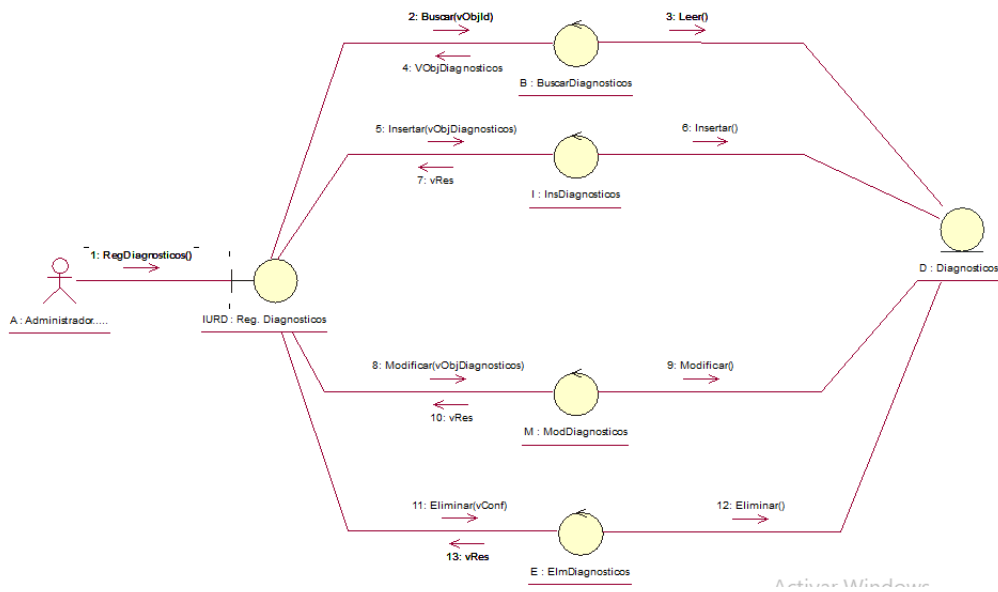 2: Buscar(vObjId)
3: Leer()
4: VObjDiagnosticos
B : BuscarDiagnosticos
5: Insertar(vObjDiagnosticos)
6: Insertar()
7: vRes
I : InsDiagnosticos
1: RegDiagnosticos()
D : Diagnosticos
A : Administrador.....
IURD : Reg. Diagnosticos
8: Modificar(vObjDiagnosticos)
9: Modificar()
10: vRes
M : ModDiagnosticos
11: Eliminar(vConf)
12: Eliminar()
13: vRes
E : ElmDiagnosticos
Activar Windows